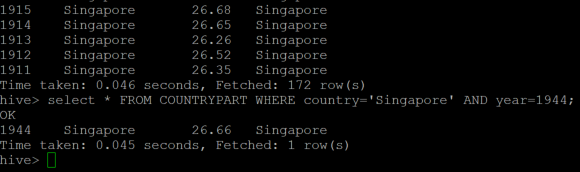 1915 Singapore 26.68 Singapore
1914 Singapore 26.65 Singapore
1913 Singapore 26.26 Singapore
1912 Singapore 26.52 Singapore
1911 Singapore 26.35 Singapore
Time taken: 0.046 seconds, Fetched: 172 row(s)
hive> select * FROM COUNTRYPART WHERE country='Singapore' AND year=1944;
OK
1944 Singapore 26.66 Singapore
Time taken: 0.045 seconds, Fetched: 1 row(s)
hive>